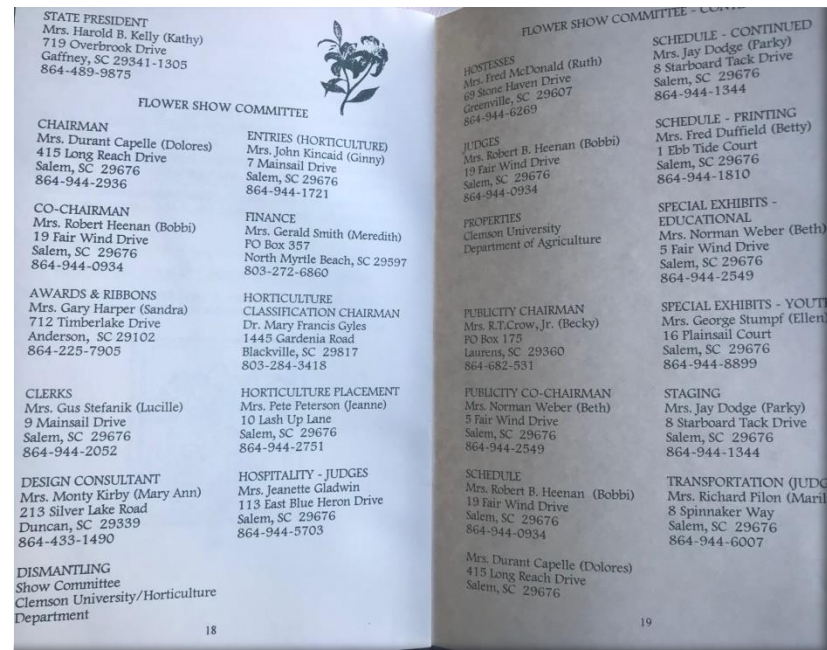 STATE PRESIDENT
Mrs. Harold B. Kelly (Kathy)
719 Overbrook Drive
Gaffney, SC 29341-1305
864-489-9875
FLOWER SHOW COMMITTEE
CHAIRMAN
Mrs. Durant Capelle (Dolores)
415 Long Reach Drive
Salem, SC 29676
864-944-2936
CO-CHAIRMAN
Mrs. Robert Heenan (Bobbi)
19 Fair Wind Drive
Salem, SC 29676
864-944-0934
AWARDS & RIBBONS
Mrs. Gary Harper (Sandra)
712 Timberlake Drive
Anderson, SC 29102
864-225-7905
CLERKS
Mrs. Gus Stefanik (Lucille)
9 Mainsail Drive
Salem, SC 29676
864-944-2052
DESIGN CONSULTANT
Mrs. Monty Kirby (Mary Ann)
213 Silver Lake Road
Duncan, SC 29339
864-433-1490
DISMANTLING
Show Committee
Clemson University/Horticulture
Department
ENTRIES (HORTICULTURE)
Mrs. John Kincaid (Ginny)
7 Mainsail Drive
Salem, SC 29676
864-944-1721
FINANCE
Mrs. Gerald Smith (Meredith)
PO Box 357
North Myrtle Beach, SC 29597
803-272-6860
HORTICULTURE
CLASSIFICATION CHAIRMAN
Dr. Mary Francis Gyles
1445 Gardenia Road
Blackville, SC 29817
803-284-3418
HORTICULTURE PLACEMENT
Mrs. Pete Peterson (Jeanne)
10 Lash Up Lane
Salem, SC 29676
864-944-2751
HOSPITALITY - JUDGES
Mrs. Jeanette Gladwin
113 East Blue Heron Drive
Salem, SC 29676
864-944-5703
18
FLOWER SHOW COMMITTEE -
HOSTESSES
Mrs. Fred McDonald (Ruth)
69 Stone Haven Drive
Greenville, SC 29607
864-944-6269
JUDGES
Mrs. Robert B. Heenan (Bobbi)
19 Fair Wind Drive
Salem, SC 29676
864-944-0934
PROPERTIES
Clemson University
Department of Agriculture
PUBLICITY CHAIRMAN
Mrs. R.T.Crow, Jr. (Becky)
PO Box 175
Laurens, SC 29360
864-682-531
PUBLICITY CO-CHAIRMAN
Mrs. Norman Weber (Beth)
5 Fair Wind Drive
Salem, SC 29676
864-944-2549
SCHEDULE
Mrs. Robert B. Heenan (Bobbi)
19 Fair Wind Drive
Salem, SC 29676
864-944-0934
Mrs. Durant Capelle (Dolores)
415 Long Reach Drive
Salem, SC 29676
SCHEDULE - CONTINUED
Mrs. Jay Dodge (Parky)
8 Starboard Tack Drive
Salem, SC 29676
864-944-1344
SCHEDULE - PRINTING
Mrs. Fred Duffield (Betty)
1 Ebb Tide Court
Salem, SC 29676
864-944-1810
SPECIAL EXHIBITS -
EDUCATIONAL
Mrs. Norman Weber (Beth)
5 Fair Wind Drive
Salem, SC 29676
864-944-2549
SPECIAL EXHIBITS - YOUT
Mrs. George Stumpf (Ellen)
16 Plainsail Court
Salem, SC 29676
864-944-8899
STAGING
Mrs. Jay Dodge (Parky)
8 Starboard Tack Drive
Salem, SC 29676
864-944-1344
TRANSPORTATION (JUDG
Mrs. Richard Pilon (Maril
8 Spinnaker Way
Salem, SC 29676
864-944-6007
19